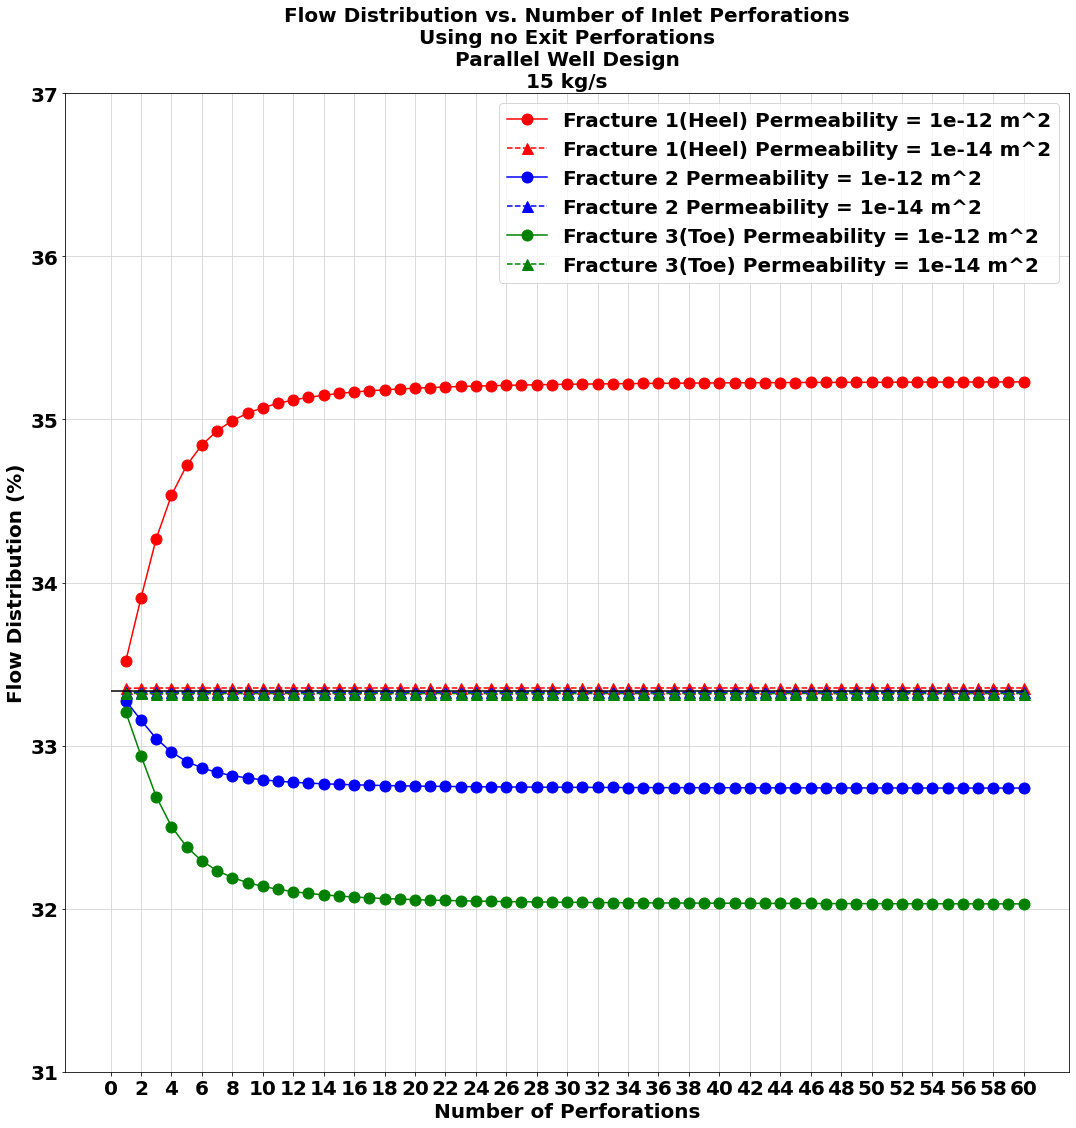 Flow Distribution vs. Number of Inlet Perforations
Using no Exit Perforations
Parallel Well Design
15 kg/s
Fracture 1(Heel) Permeability = 1e-12 m^2
Fracture 1(Heel) Permeability = 1e-14 m^2
Fracture 2 Permeability = 1e-12 m^2
Fracture 2 Permeability = 1e-14 m^2
Fracture 3(Toe) Permeability = 1e-12 m^2
Fracture 3(Toe) Permeability = 1e-14 m^2
Flow Distribution (%)
37
36
35
34
33
32
31
0 2 4 6 8 10 12 14 16 18 20 22 24 26 28 30 32 34 36 38 40 42 44 46 48 50 52 54 56 58 60
Number of Perforations